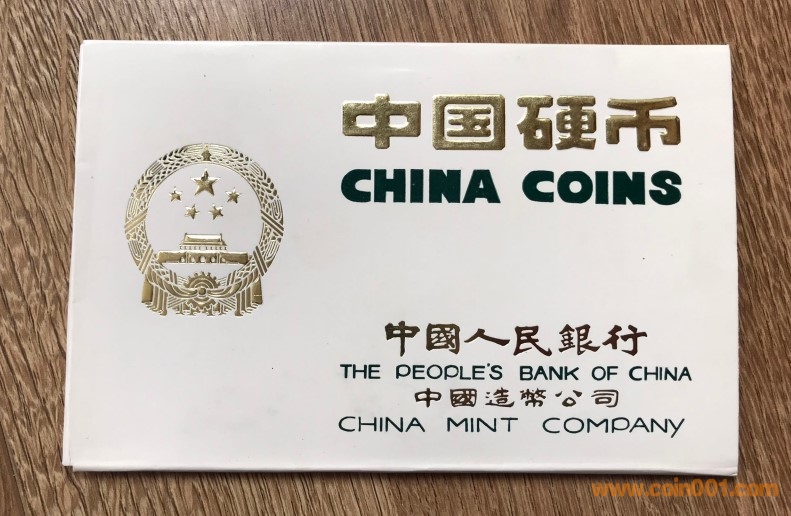 中国硬币
CHINA COINS
中國人民銀行
THE PEOPLE'S BANK OF CHINA
中國造幣公司
CHINA MINT COMPANY
www.coin001.com